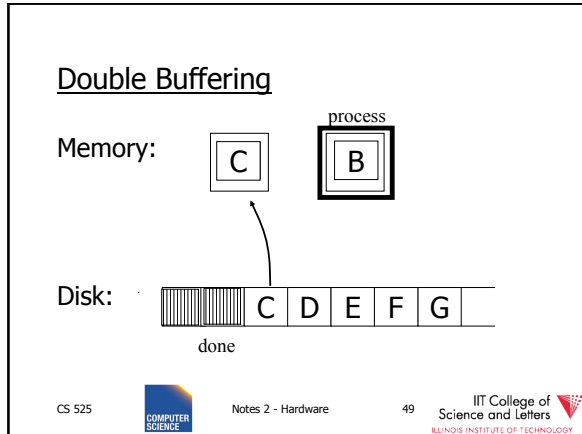 Double Buffering
process
Memory:
C
B
Disk:
C D E F G
done
CS 525
COMPUTER
SCIENCE
Notes 2 - Hardware
49
IIT College of
Science and Letters
ILLINOIS INSTITUTE OF TECHNOLOGY